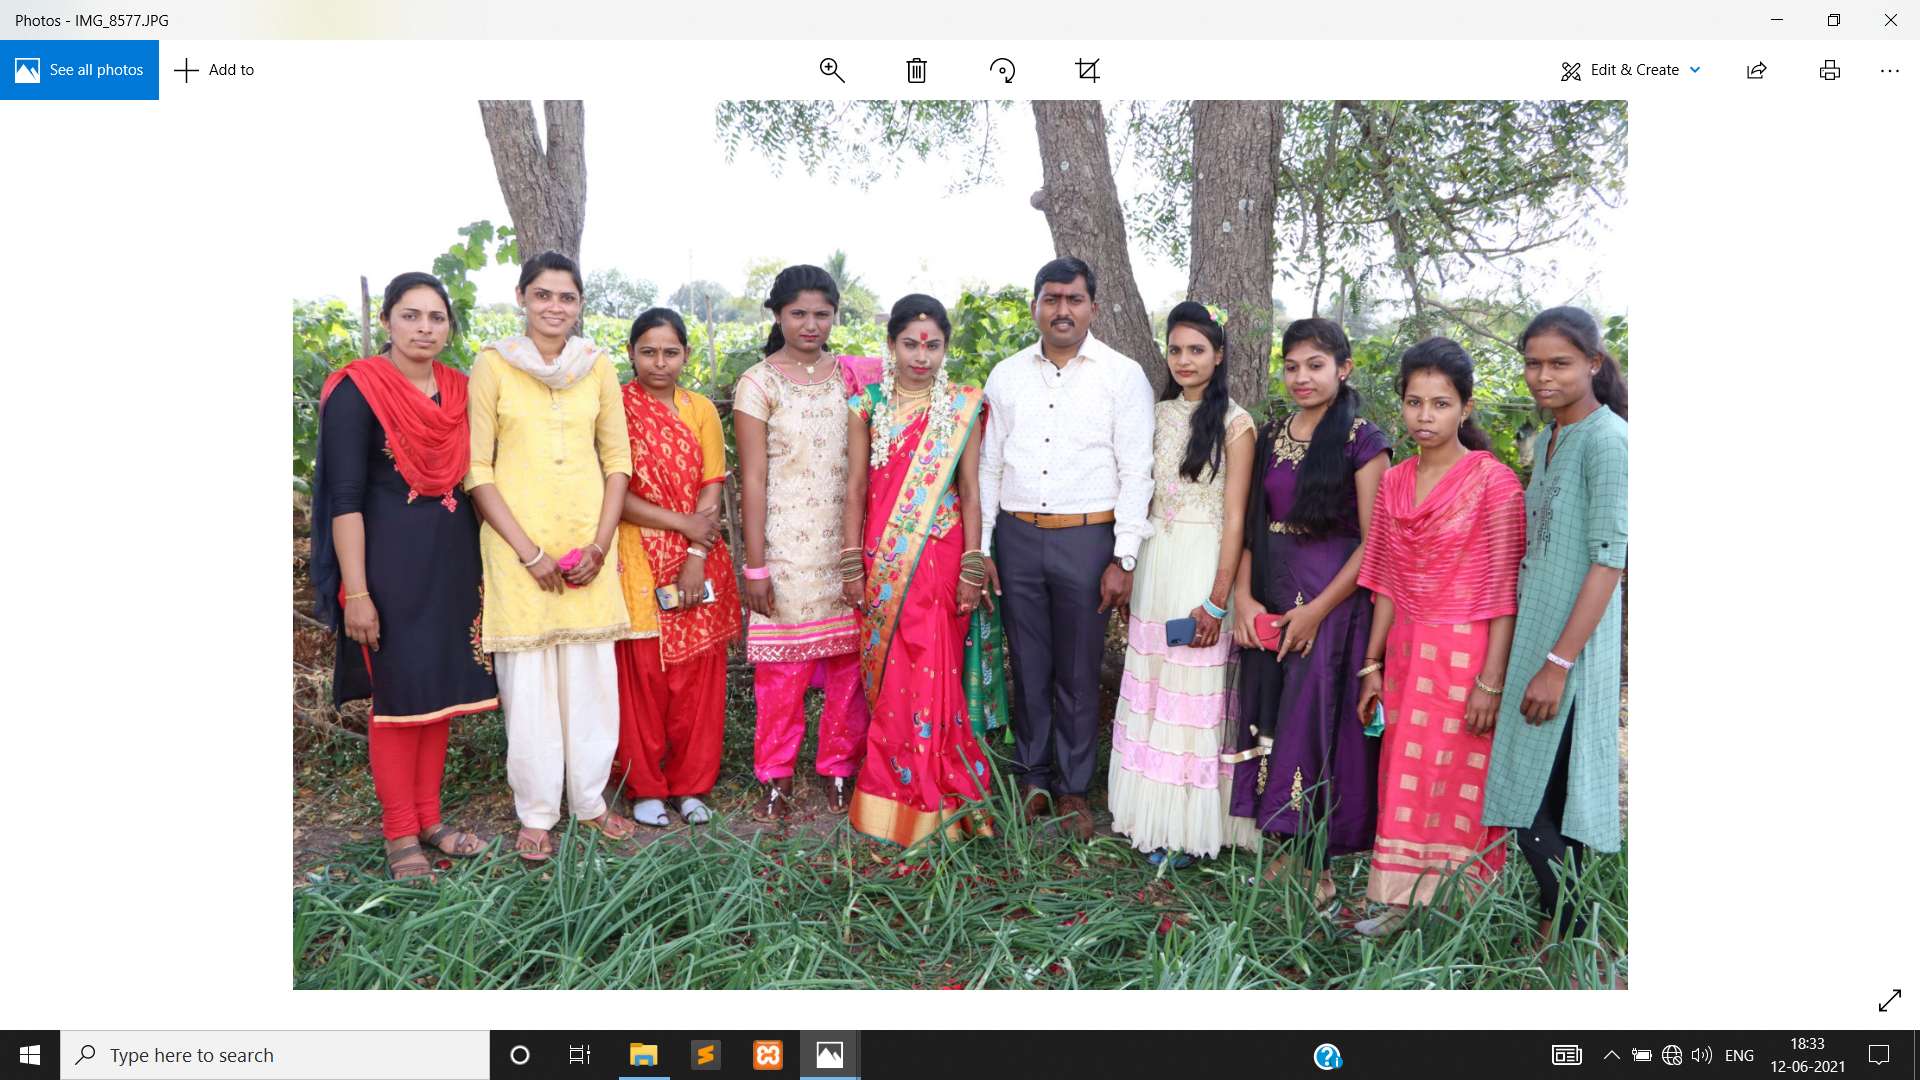 Photos - IMG_8577.JPG
See all photos
Add to
Edit & Create
Type here to search
ENG
18:33
12-06-2021